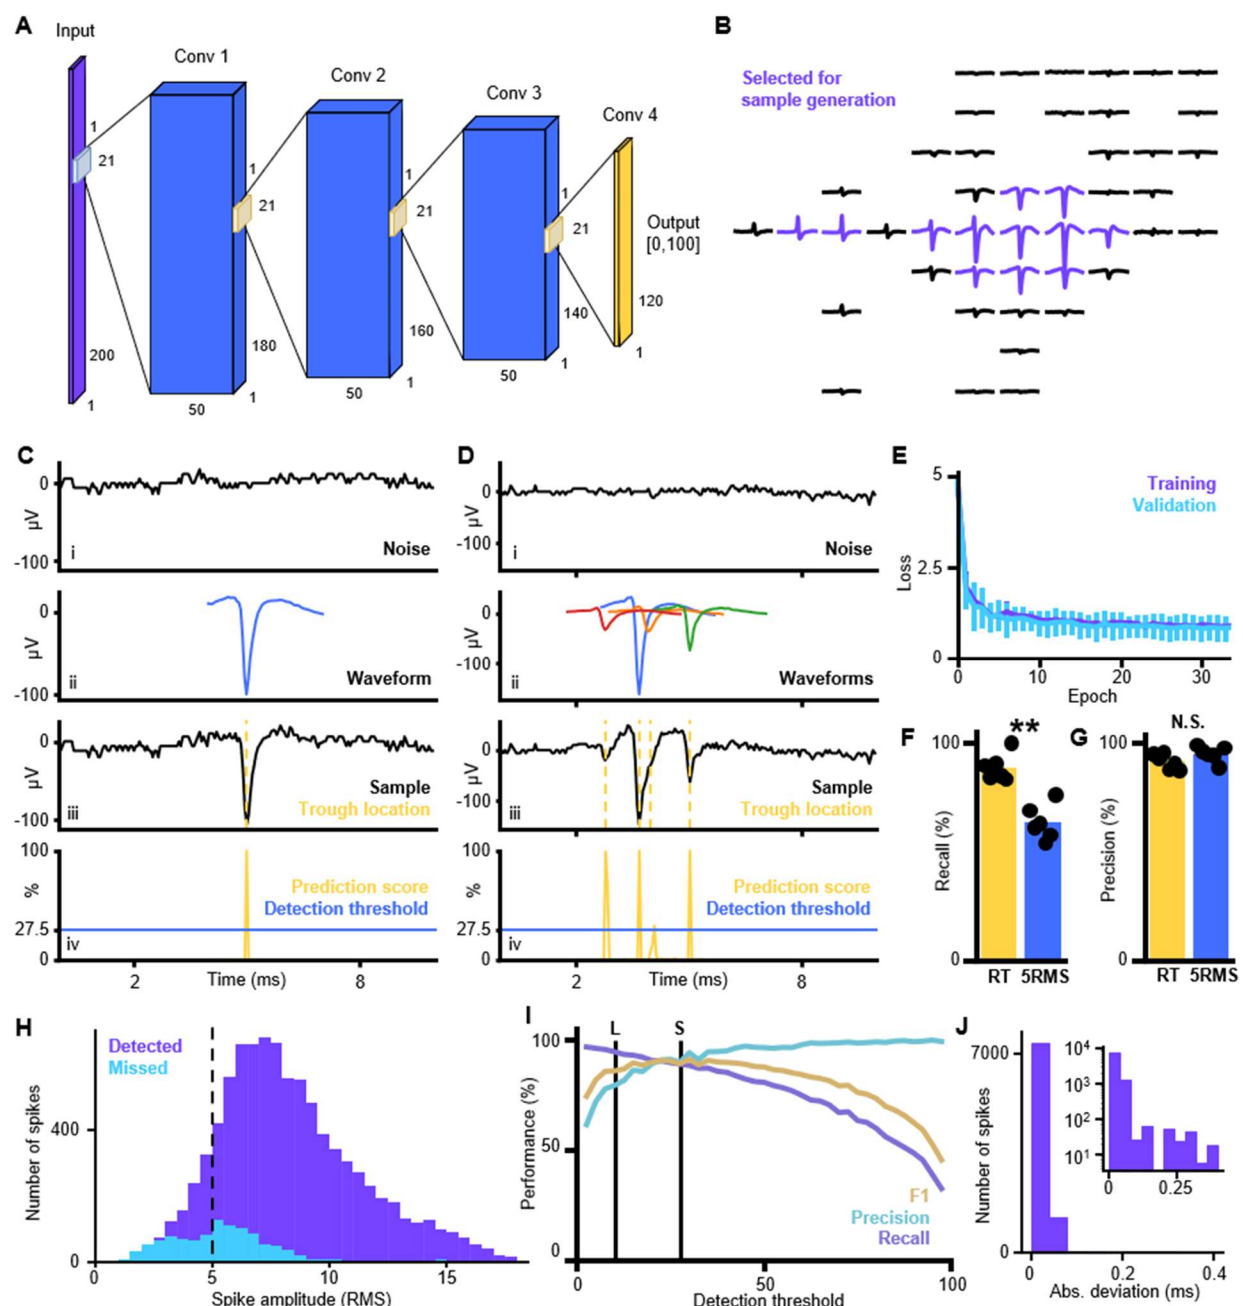 A
Input
Conv 1
Conv 2
Conv 3
Conv 4
1
21
1
21
1
21
1
21
Output
[0,100]
200
1
180
1
50
160
1
50
140
1
50
120
1
B
Selected for
sample generation
C
0
-100
µV
i
Noise
0
-100
µV
ii
Waveform
0
-100
µV
iii
Sample
Trough location
100
%
27.5
0
iv
Prediction score
Detection threshold
2
Time (ms)
8
D
0
-100
µV
i
Noise
0
-100
µV
ii
Waveforms
0
-100
µV
iii
Sample
Trough location
100
%
27.5
0
iv
Prediction score
Detection threshold
2
Time (ms)
8
E
5
2.5
0
Loss
Training
Validation
0
10
20
30
Epoch
F
100
0
Recall (%)
**
RT
5RMS
G
100
0
Precision (%)
N.S.
RT
5RMS
H
Detected
Missed
400
0
Number of spikes
0
5
10
15
Spike amplitude (RMS)
I
L
S
100
50
0
Performance (%)
F1
Precision
Recall
0
50
100
Detection threshold
J
7000
0
Number of spikes
10⁴
10³
10²
10¹
0
0.25
0
0.2
0.4
Abs. deviation (ms)